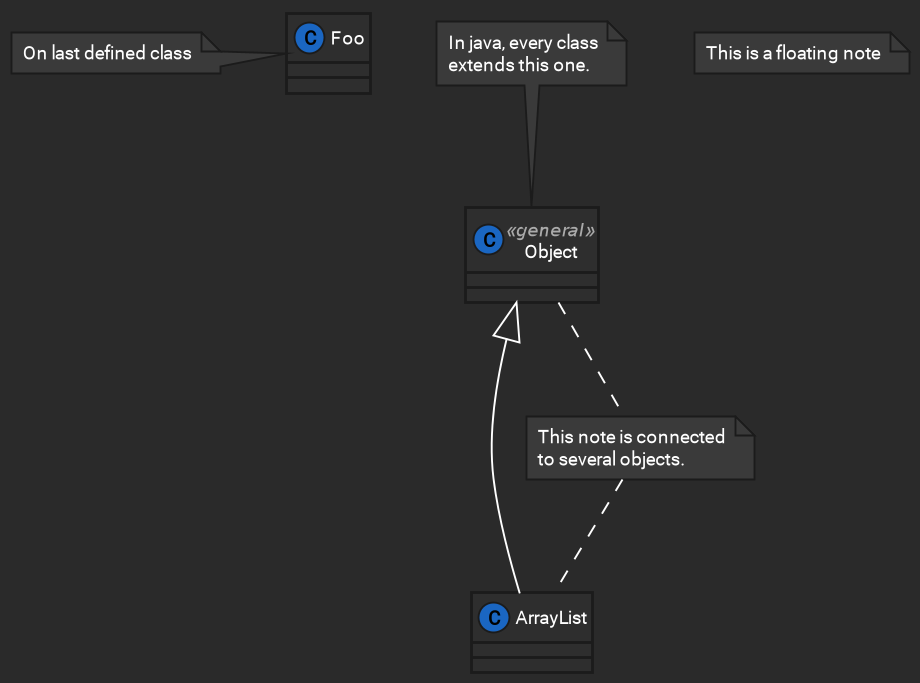 On last defined class
C Foo
In java, every class
extends this one.
This is a floating note
«general»
C Object
This note is connected
to several objects.
C ArrayList